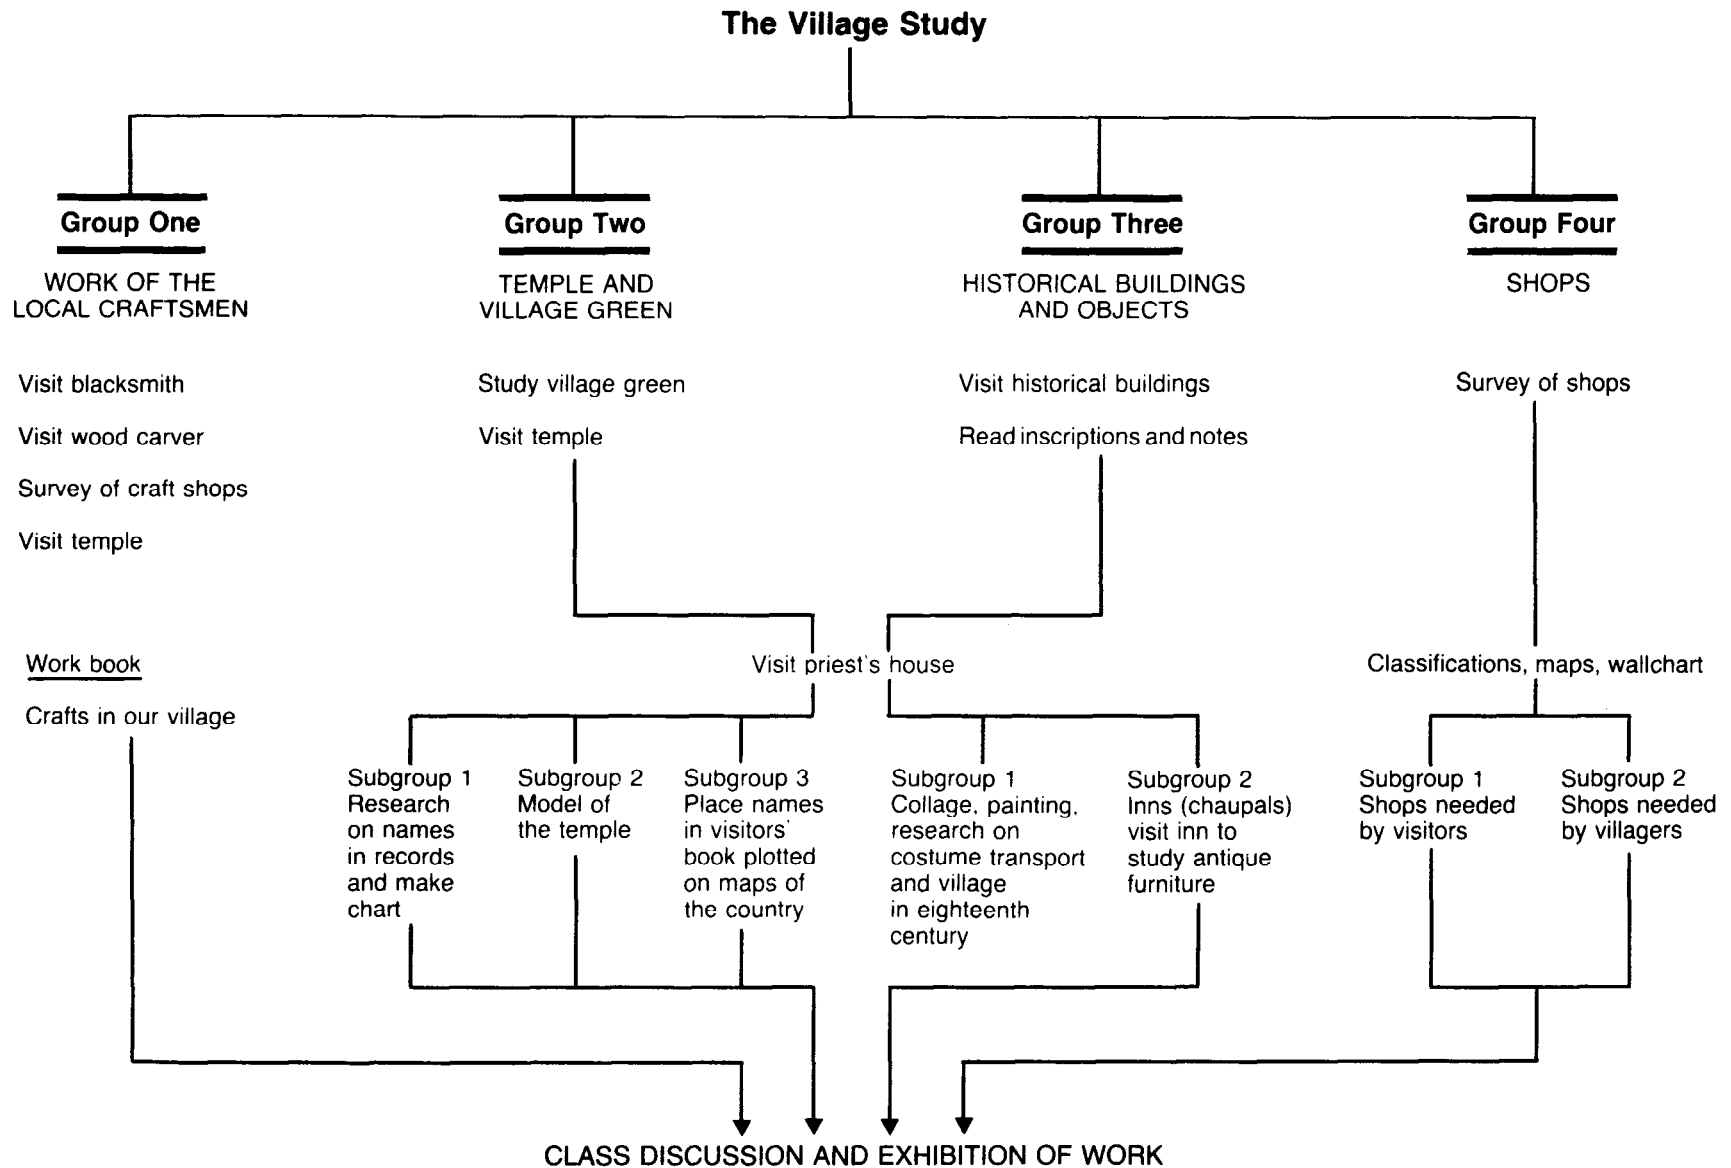 The Village Study
Group One
WORK OF THE
LOCAL CRAFTSMEN
Visit blacksmith
Visit wood carver
Survey of craft shops
Visit temple
Work book
Crafts in our village
Group Two
TEMPLE AND
VILLAGE GREEN
Study village green
Visit temple
Group Three
HISTORICAL BUILDINGS
AND OBJECTS
Visit historical buildings
Read inscriptions and notes
Visit priest's house
Subgroup 1
Research
on names
in records
and make
chart
Subgroup 2
Model of
the temple
Subgroup 3
Place names
in visitors'
book plotted
on maps of
the country
Subgroup 1
Collage, painting,
research on
costume transport
and village
in eighteenth
century
Subgroup 2
Inns (chaupals)
visit inn to
study antique
furniture
Group Four
SHOPS
Survey of shops
Classifications, maps, wallchart
Subgroup 1
Shops needed
by visitors
Subgroup 2
Shops needed
by villagers
CLASS DISCUSSION AND EXHIBITION OF WORK